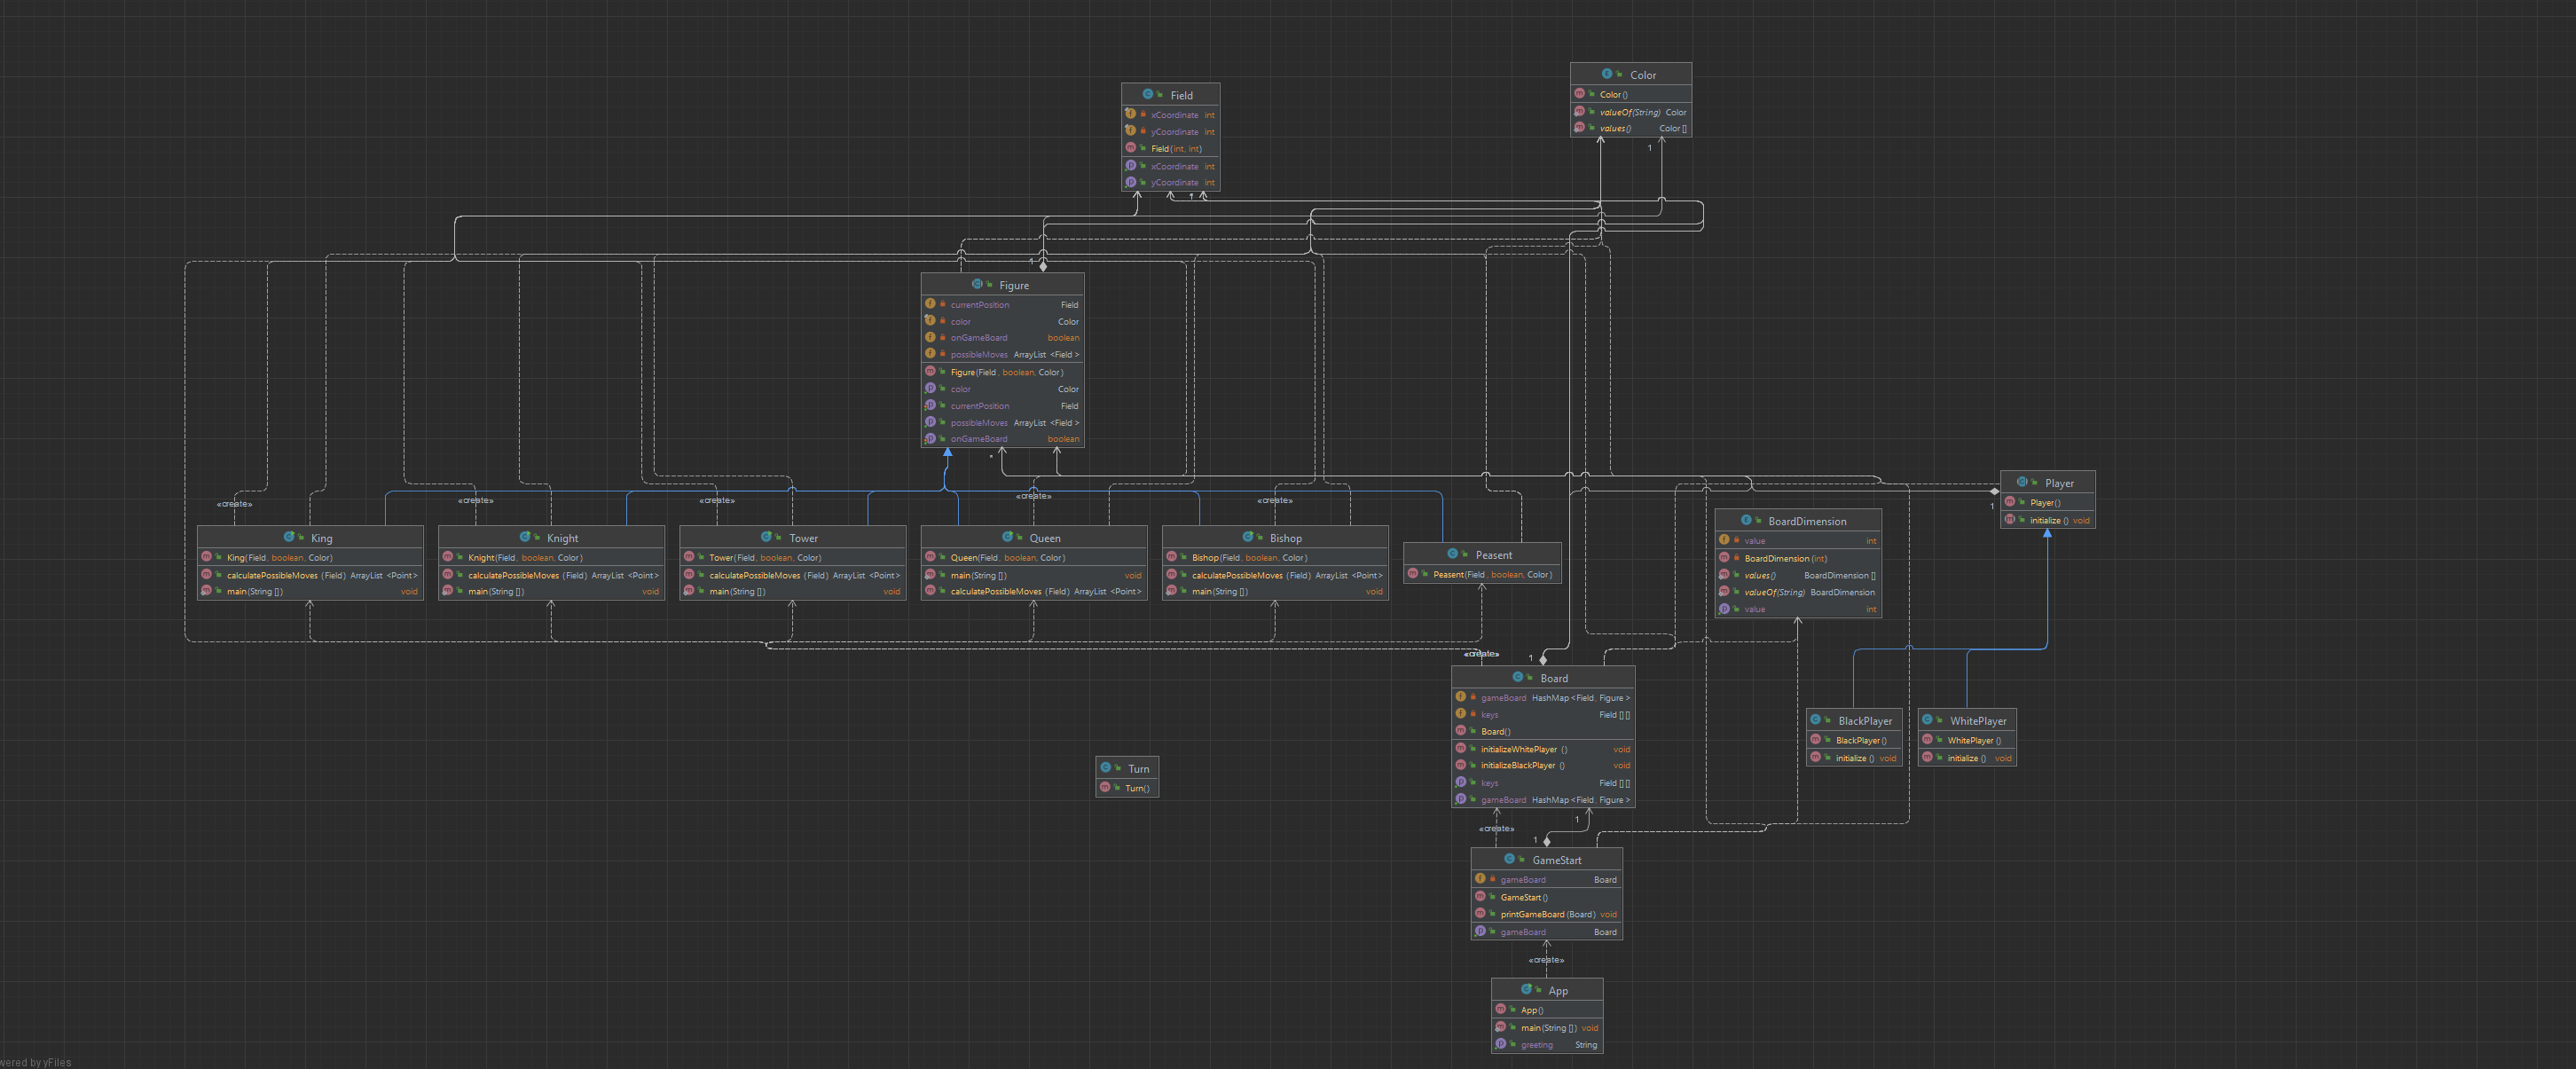 Color
Color()
valueOf(String) Color
values() Color []
Field
xCoordinate int
yCoordinate int
Field(int, int)
xCoordinate int
yCoordinate int
1
1
1
Figure
currentPosition Field
color Color
onGameBoard boolean
possibleMoves ArrayList <Field >
Figure(Field , boolean, Color )
color Color
currentPosition Field
possibleMoves ArrayList <Field >
onGameBoard boolean
*
Player
Player()
initialize () void
1
«create»
«create»
«create»
«create»
«create»
King
King(Field, boolean, Color)
calculatePossibleMoves (Field) ArrayList <Point>
main(String []) void
Knight
Knight(Field, boolean, Color)
calculatePossibleMoves (Field) ArrayList <Point>
main(String []) void
Tower
Tower(Field, boolean, Color)
calculatePossibleMoves (Field) ArrayList <Point>
main(String []) void
Queen
Queen(Field, boolean, Color)
main(String []) void
calculatePossibleMoves (Field) ArrayList <Point>
Bishop
Bishop(Field, boolean, Color)
calculatePossibleMoves (Field) ArrayList <Point>
main(String []) void
Peasent
Peasent(Field , boolean, Color )
BoardDimension
value int
BoardDimension (int)
values() BoardDimension []
valueOf(String) BoardDimension
value int
«create»
1
Board
gameBoard HashMap <Field , Figure >
keys Field [] []
Board()
initializeWhitePlayer () void
initializeBlackPlayer () void
keys Field [] []
gameBoard HashMap <Field , Figure >
BlackPlayer
BlackPlayer ()
initialize () void
WhitePlayer
WhitePlayer ()
initialize () void
Turn
Turn()
«create»
1
1
GameStart
gameBoard Board
GameStart ()
printGameBoard (Board ) void
gameBoard Board
«create»
App
App()
main(String []) void
greeting String
wered by yFiles